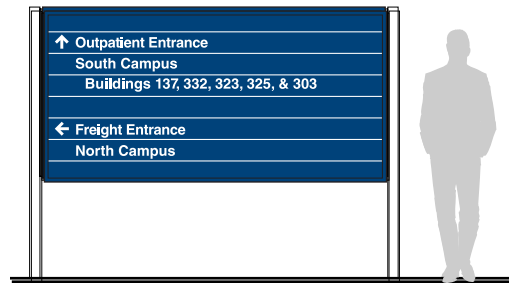 ↑ Outpatient Entrance
South Campus
Buildings 137, 332, 323, 325, & 303
← Freight Entrance
North Campus